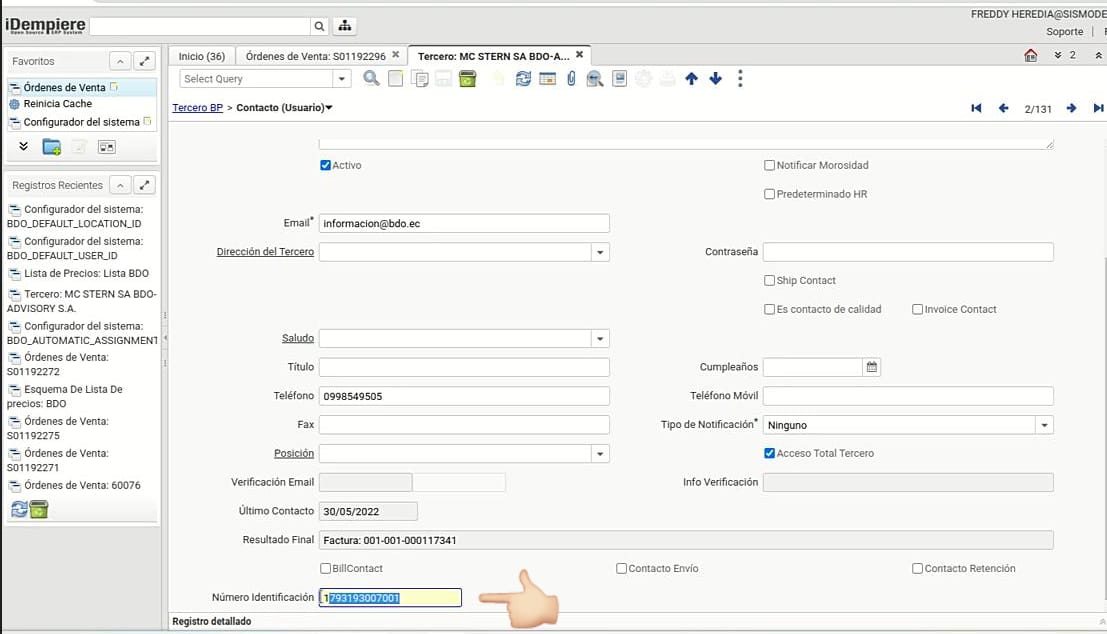 FREDDY HEREDIA@SISMODE
iDempiere
Soporte
Favoritos
Órdenes de Venta
Reinicia Cache
Configurador del sistema
Registros Recientes
Configurador del sistema:
BDO_DEFAULT_LOCATION_ID
Configurador del sistema:
BDO_DEFAULT_USER_ID
Lista de Precios: Lista BDO
Tercero: MC STERN SA BDO-
ADVISORY S.A.
Configurador del sistema:
BDO_AUTOMATIC_ASSIGNMENT
Órdenes de Venta:
S01192272
Esquema De Lista De
precios: BDO
Órdenes de Venta:
S01192275
Órdenes de Venta:
S01192271
Órdenes de Venta: 60076
Inicio (36) Órdenes de Venta: S01192296 Tercero: MC STERN SA BDO-A... 2
Select Query
Tercero BP > Contacto (Usuario) 2/131
Activo Notificar Morosidad
Predeterminado HR
Email* informacion@bdo.ec
Dirección del Tercero Contraseña
Ship Contact
Es contacto de calidad Invoice Contact
Saludo
Título Cumpleaños
Teléfono 0998549505 Teléfono Móvil
Fax Tipo de Notificación* Ninguno
Posición Acceso Total Tercero
Verificación Email Info Verificación
Último Contacto 30/05/2022
Resultado Final Factura: 001-001-000117341
BillContact Contacto Envío Contacto Retención
Número Identificación 1793193007001
Registro detallado